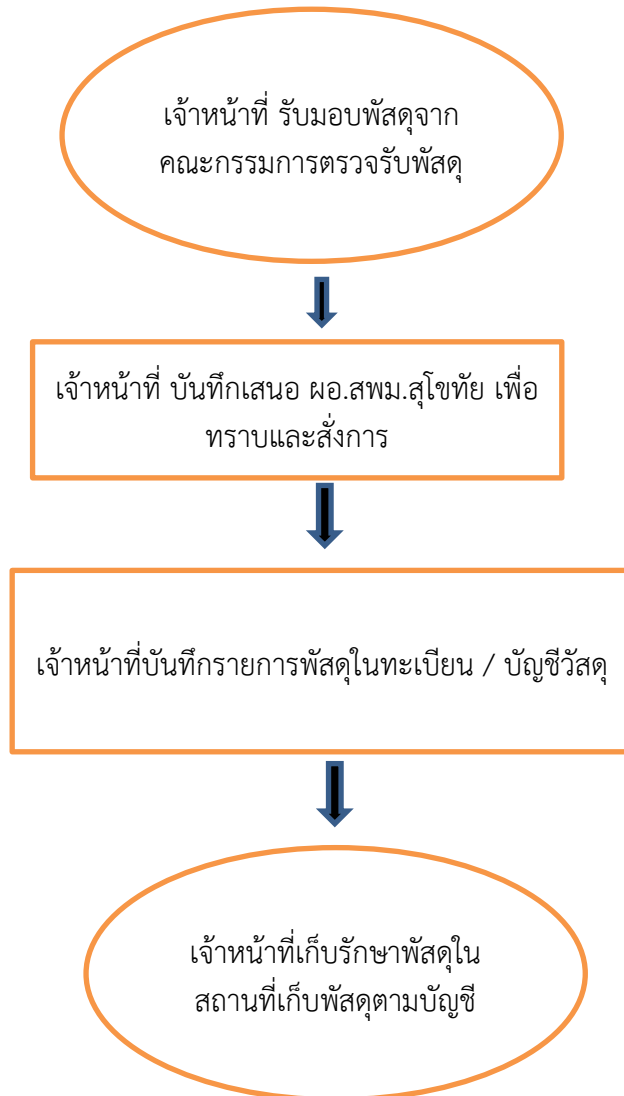 เจ้าหน้าที่ รับมอบพัสดุจาก
คณะกรรมการตรวจรับพัสดุ
เจ้าหน้าที่ บันทึกเสนอ ผอ.สพม.สุโขทัย เพื่อ
ทราบและสั่งการ
เจ้าหน้าที่บันทึกรายการพัสดุในทะเบียน / บัญชีวัสดุ
เจ้าหน้าที่เก็บรักษาพัสดุใน
สถานที่เก็บพัสดุตามบัญชี